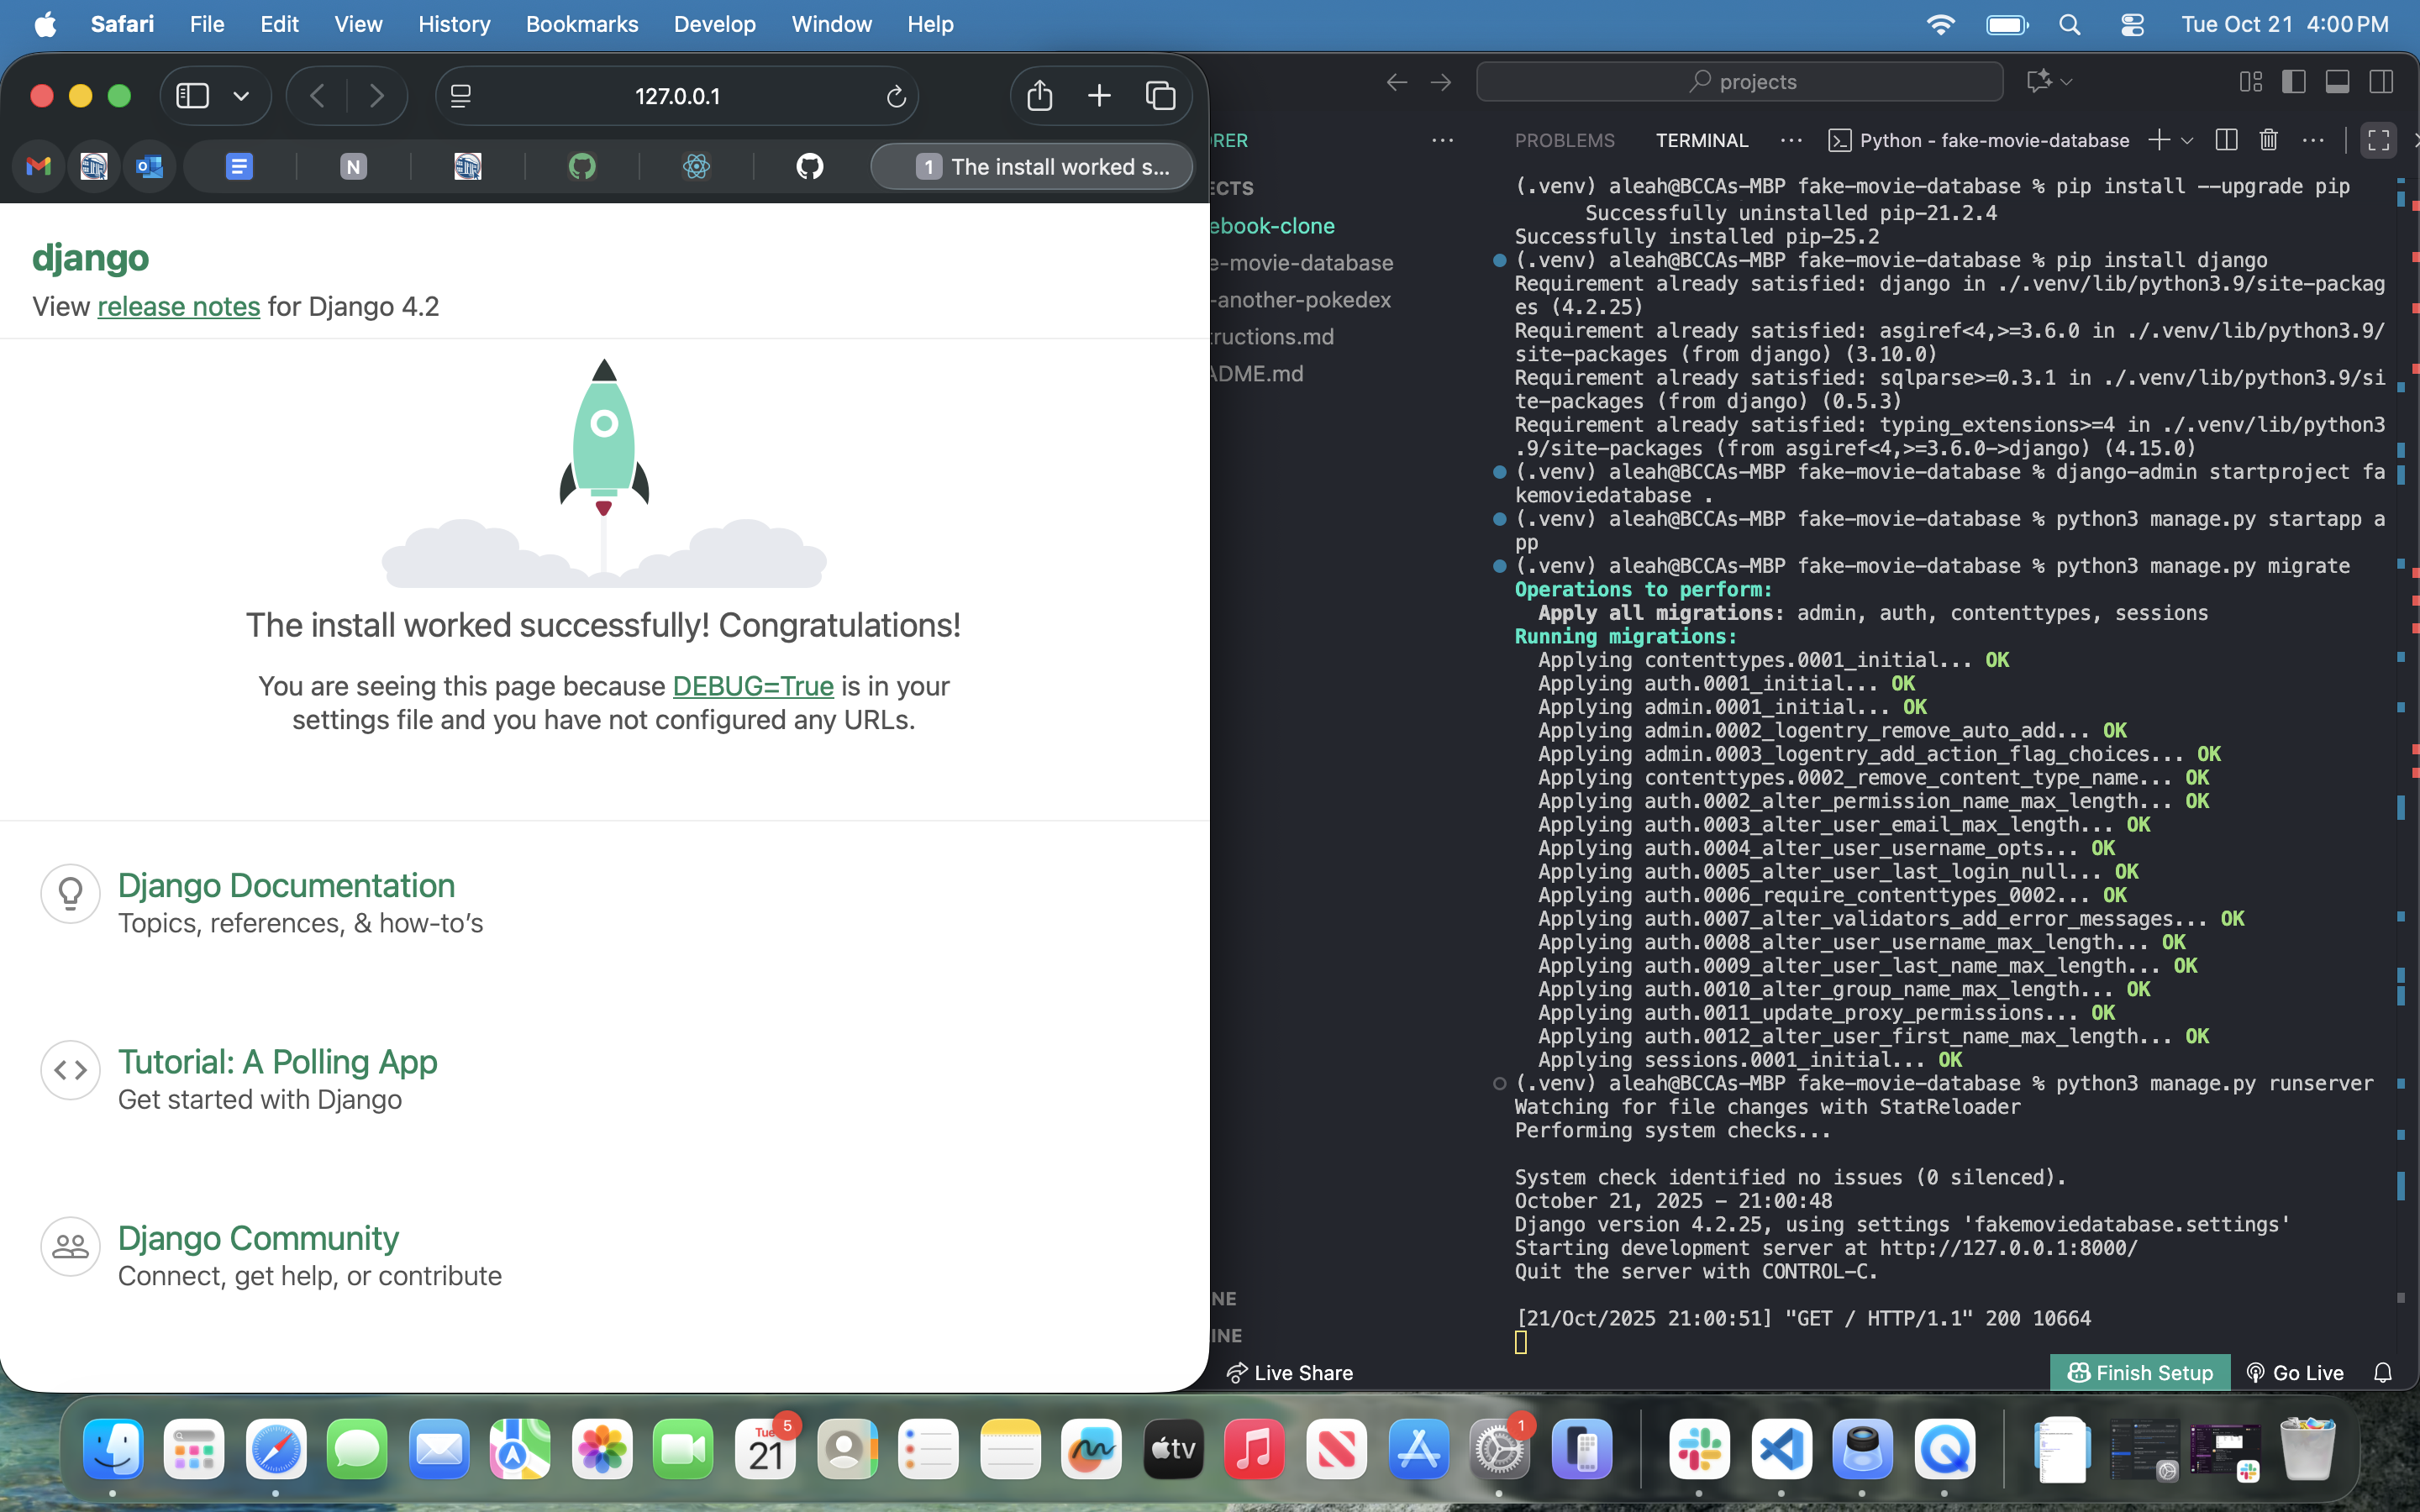 Safari File Edit View History Bookmarks Develop Window Help Tue Oct 21 4:00 PM
127.0.0.1
N
1 The install worked s...
django
View release notes for Django 4.2
The install worked successfully! Congratulations!
You are seeing this page because DEBUG=True is in your
settings file and you have not configured any URLs.
Django Documentation
Topics, references, & how-to's
Tutorial: A Polling App
Get started with Django
Django Community
Connect, get help, or contribute
projects
RER
ECTS
ebook-clone
e-movie-database
-another-pokedex
tructions.md
ADME.md
NE
INE
PROBLEMS TERMINAL ... Python - fake-movie-database
(.venv) aleah@BCCAs-MBP fake-movie-database % pip install --upgrade pip
Successfully uninstalled pip-21.2.4
Successfully installed pip-25.2
(.venv) aleah@BCCAs-MBP fake-movie-database % pip install django
Requirement already satisfied: django in ./.venv/lib/python3.9/site-packag
es (4.2.25)
Requirement already satisfied: asgiref<4,>=3.6.0 in ./.venv/lib/python3.9/
site-packages (from django) (3.10.0)
Requirement already satisfied: sqlparse>=0.3.1 in ./.venv/lib/python3.9/si
te-packages (from django) (0.5.3)
Requirement already satisfied: typing_extensions>=4 in ./.venv/lib/python3
.9/site-packages (from asgiref<4,>=3.6.0->django) (4.15.0)
(.venv) aleah@BCCAs-MBP fake-movie-database % django-admin startproject fa
kemoviedatabase .
(.venv) aleah@BCCAs-MBP fake-movie-database % python3 manage.py startapp a
pp
(.venv) aleah@BCCAs-MBP fake-movie-database % python3 manage.py migrate
Operations to perform:
Apply all migrations: admin, auth, contenttypes, sessions
Running migrations:
Applying contenttypes.0001_initial... OK
Applying auth.0001_initial... OK
Applying admin.0001_initial... OK
Applying admin.0002_logentry_remove_auto_add... OK
Applying admin.0003_logentry_add_action_flag_choices... OK
Applying contenttypes.0002_remove_content_type_name... OK
Applying auth.0002_alter_permission_name_max_length... OK
Applying auth.0003_alter_user_email_max_length... OK
Applying auth.0004_alter_user_username_opts... OK
Applying auth.0005_alter_user_last_login_null... OK
Applying auth.0006_require_contenttypes_0002... OK
Applying auth.0007_alter_validators_add_error_messages... OK
Applying auth.0008_alter_user_username_max_length... OK
Applying auth.0009_alter_user_last_name_max_length... OK
Applying auth.0010_alter_group_name_max_length... OK
Applying auth.0011_update_proxy_permissions... OK
Applying auth.0012_alter_user_first_name_max_length... OK
Applying sessions.0001_initial... OK
(.venv) aleah@BCCAs-MBP fake-movie-database % python3 manage.py runserver
Watching for file changes with StatReloader
Performing system checks...
System check identified no issues (0 silenced).
October 21, 2025 - 21:00:48
Django version 4.2.25, using settings 'fakemoviedatabase.settings'
Starting development server at http://127.0.0.1:8000/
Quit the server with CONTROL-C.
[21/Oct/2025 21:00:51] "GET / HTTP/1.1" 200 10664
Live Share Finish Setup Go Live
Tue
21
5
tv
1